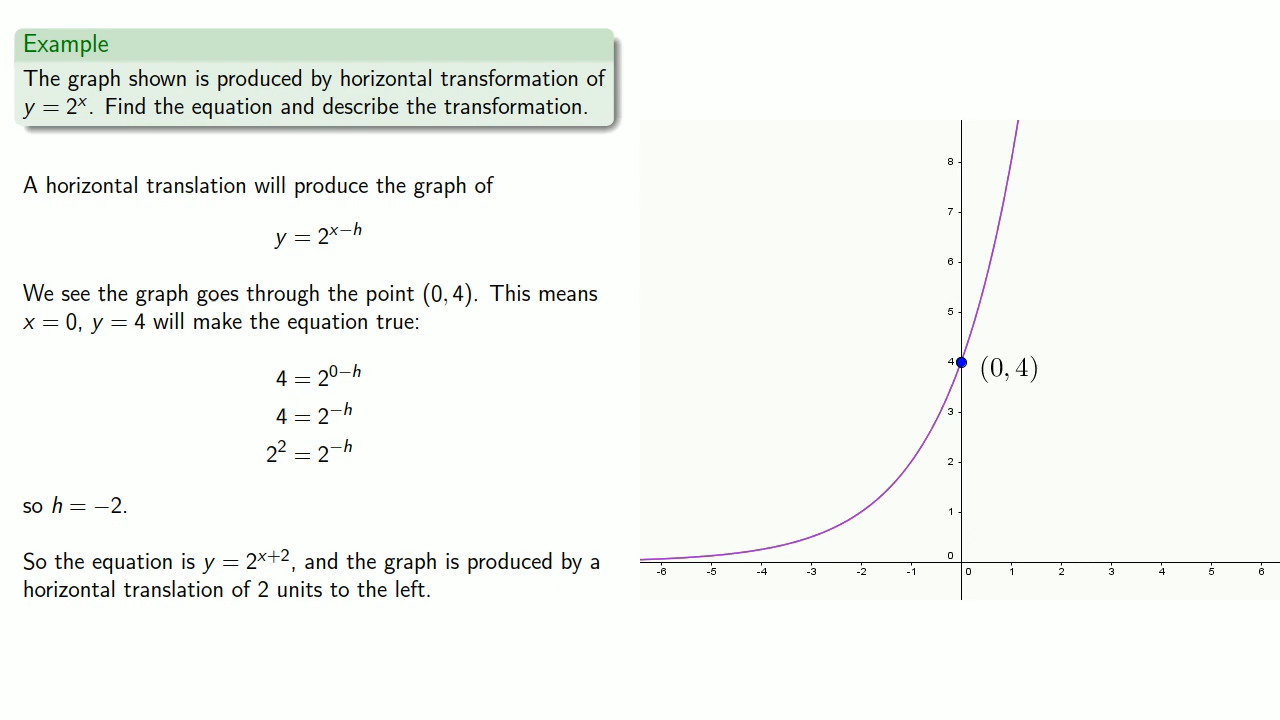 Example
The graph shown is produced by horizontal transformation of
y = 2ˣ. Find the equation and describe the transformation.
A horizontal translation will produce the graph of
y = 2^{x−h}
We see the graph goes through the point (0, 4). This means
x = 0, y = 4 will make the equation true:
4 = 2^{0−h}
4 = 2^{−h}
2² = 2^{−h}
so h = −2.
So the equation is y = 2^{x+2}, and the graph is produced by a
horizontal translation of 2 units to the left.
8
7
6
5
4
(0, 4)
3
2
1
0
-6 -5 -4 -3 -2 -1 0 1 2 3 4 5 6